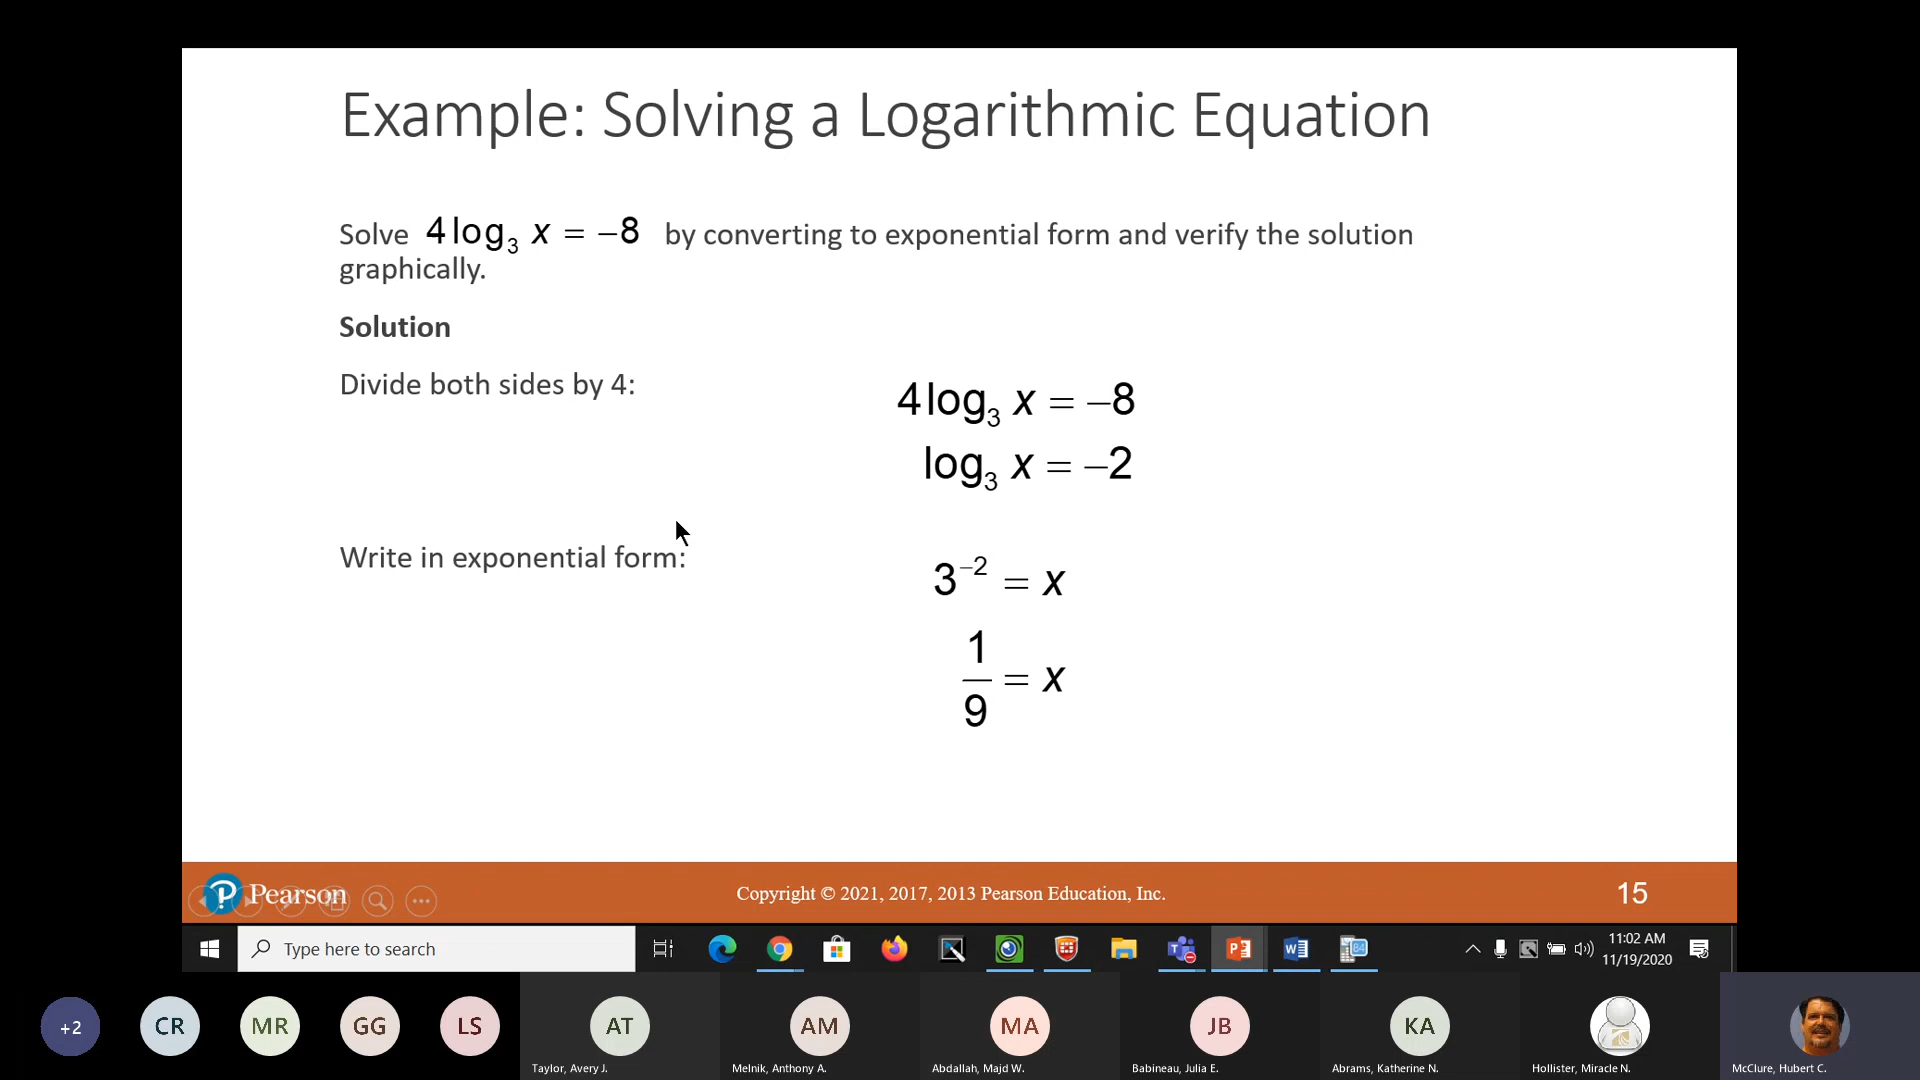 Example: Solving a Logarithmic Equation
Solve 4log₃ x = −8 by converting to exponential form and verify the solution
graphically.
Solution
Divide both sides by 4:
4log₃ x = −8
log₃ x = −2
Write in exponential form:
3⁻² = x
1/9 = x
Pearson
Copyright © 2021, 2017, 2013 Pearson Education, Inc.
15
Type here to search
11:02 AM
11/19/2020
+2
CR
MR
GG
LS
AT
AM
MA
JB
KA
Taylor, Avery J.
Melnik, Anthony A.
Abdallah, Majd W.
Babineau, Julia E.
Abrams, Katherine N.
Hollister, Miracle N.
McClure, Hubert C.